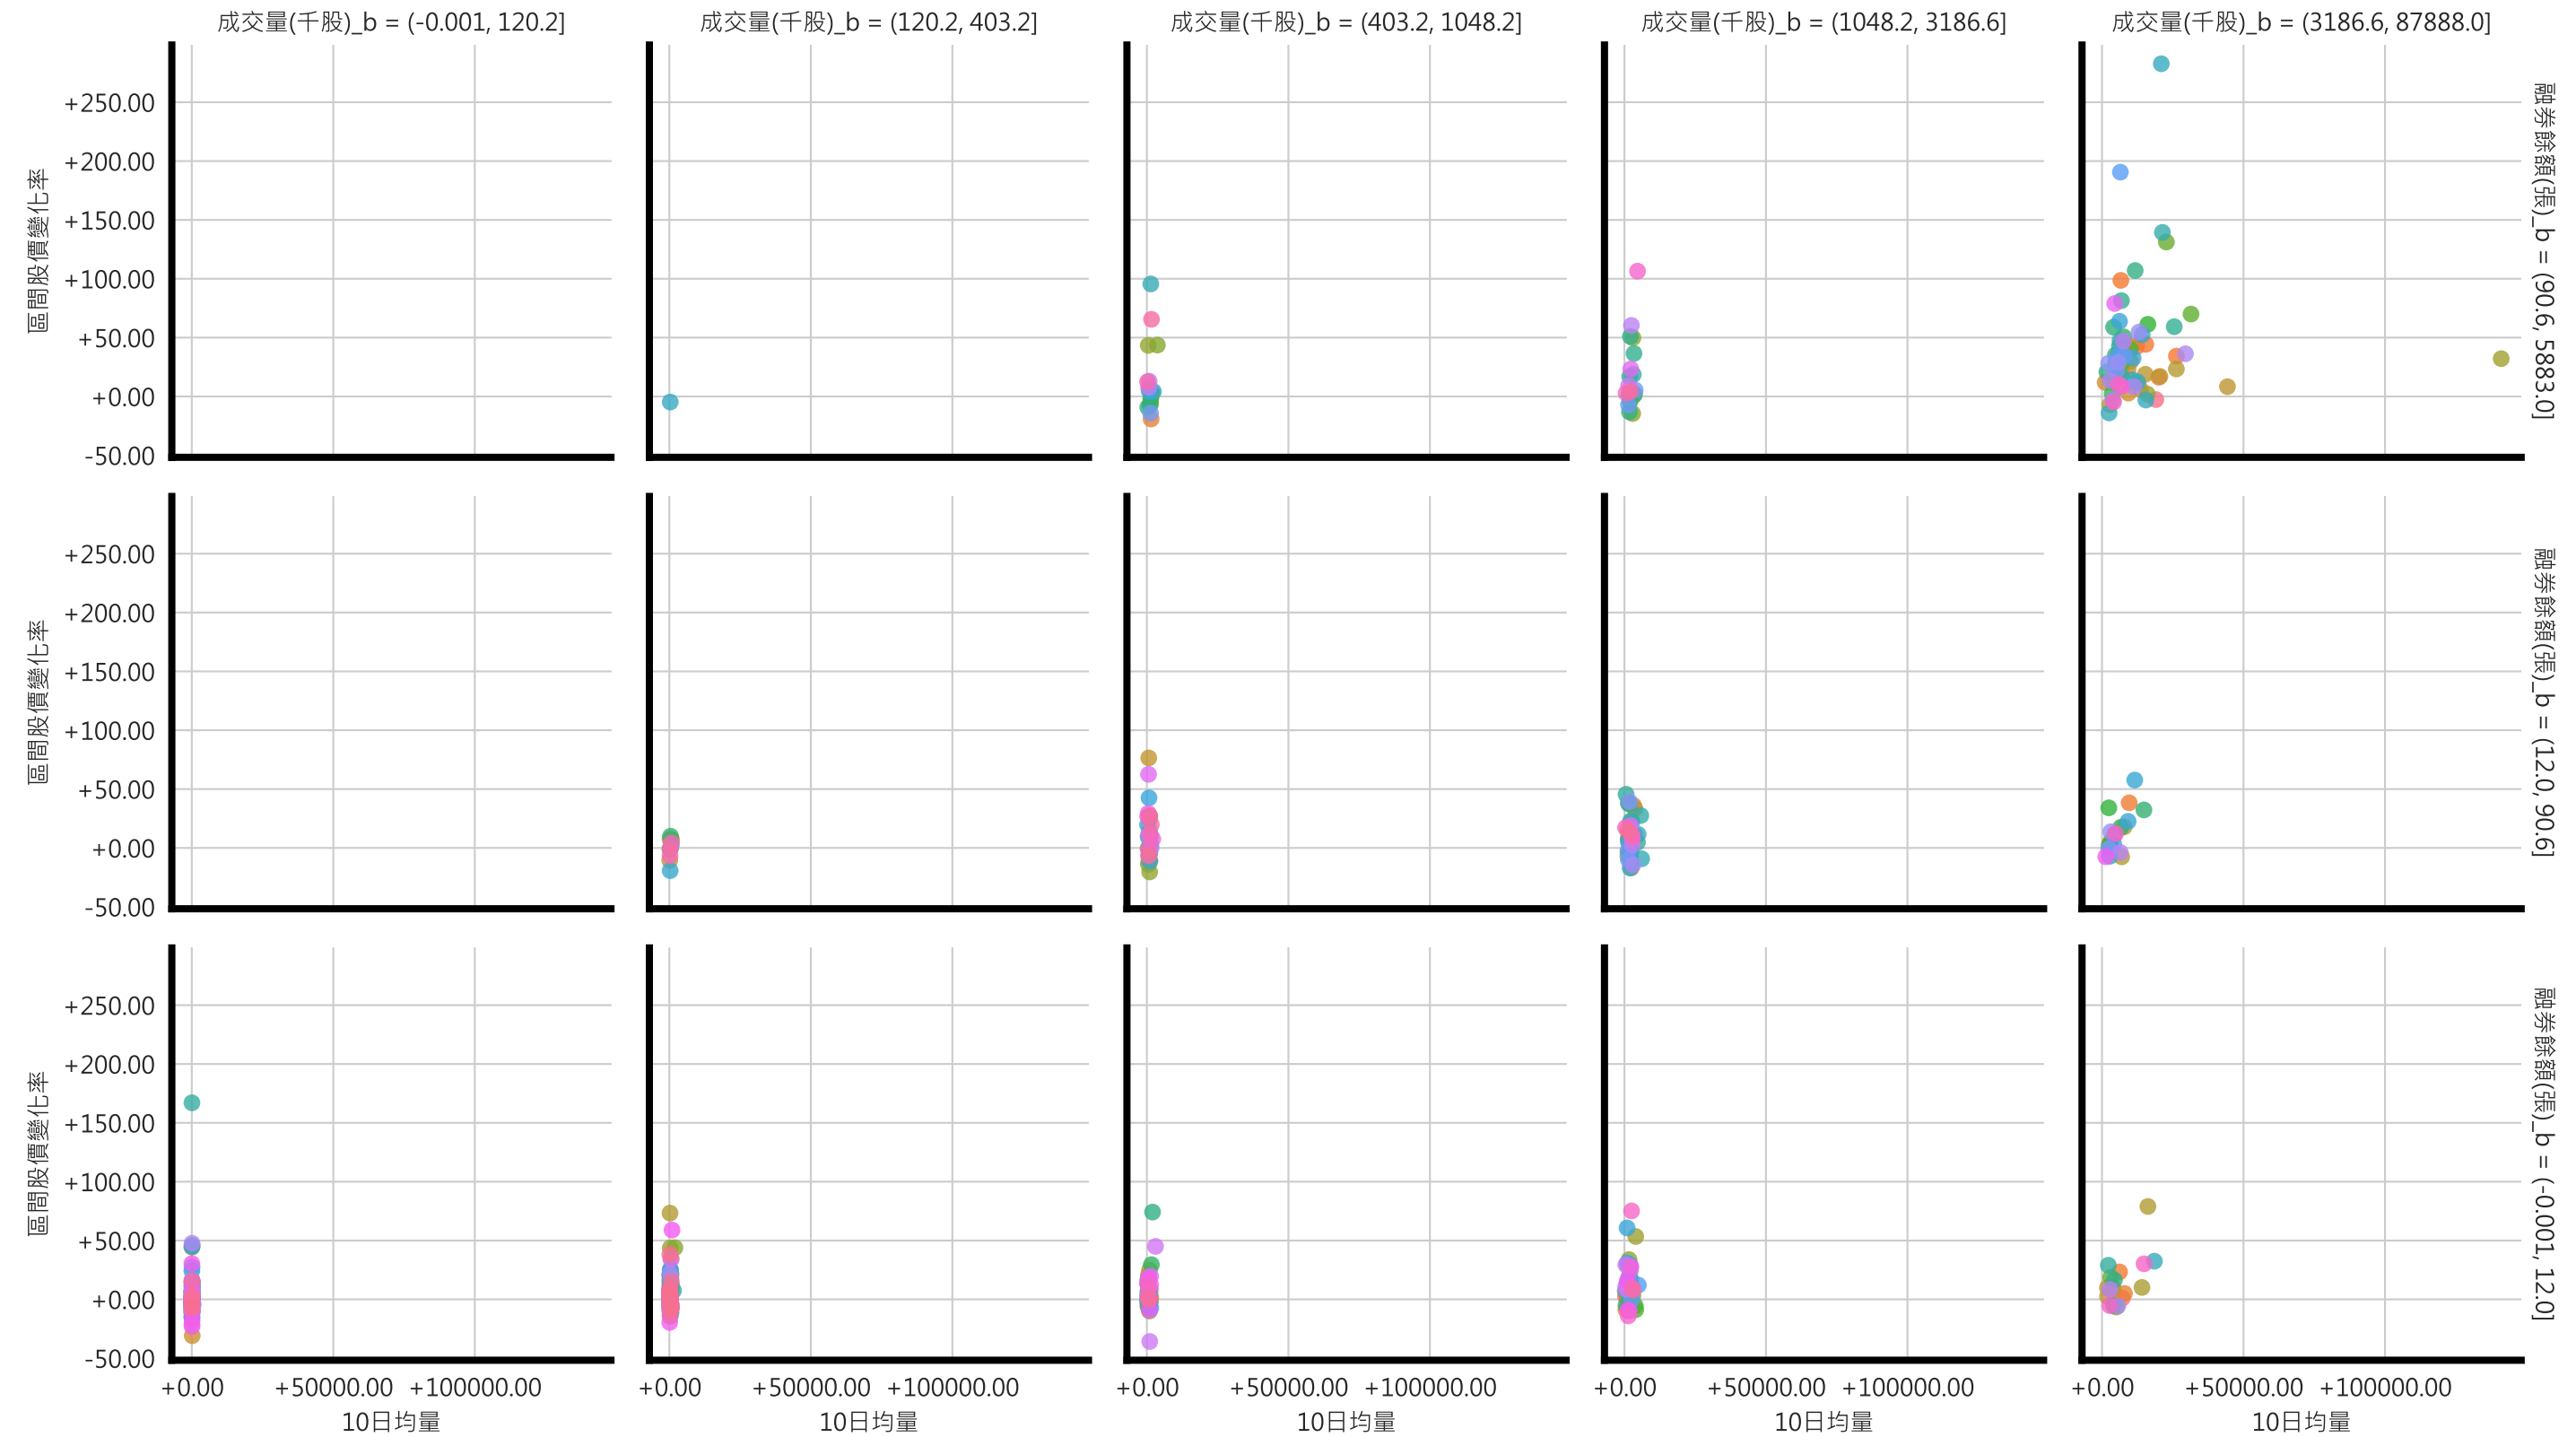 成交量(千股)_b = (-0.001, 120.2]
成交量(千股)_b = (120.2, 403.2]
成交量(千股)_b = (403.2, 1048.2]
成交量(千股)_b = (1048.2, 3186.6]
成交量(千股)_b = (3186.6, 87888.0]
區間股價變化率
+250.00
+200.00
+150.00
+100.00
+50.00
+0.00
-50.00
融券餘額(張)_b = (90.6, 5883.0]
區間股價變化率
+250.00
+200.00
+150.00
+100.00
+50.00
+0.00
-50.00
融券餘額(張)_b = (12.0, 90.6]
區間股價變化率
+250.00
+200.00
+150.00
+100.00
+50.00
+0.00
-50.00
融券餘額(張)_b = (-0.001, 12.0]
+0.00 +50000.00 +100000.00
10日均量
+0.00 +50000.00 +100000.00
10日均量
+0.00 +50000.00 +100000.00
10日均量
+0.00 +50000.00 +100000.00
10日均量
+0.00 +50000.00 +100000.00
10日均量